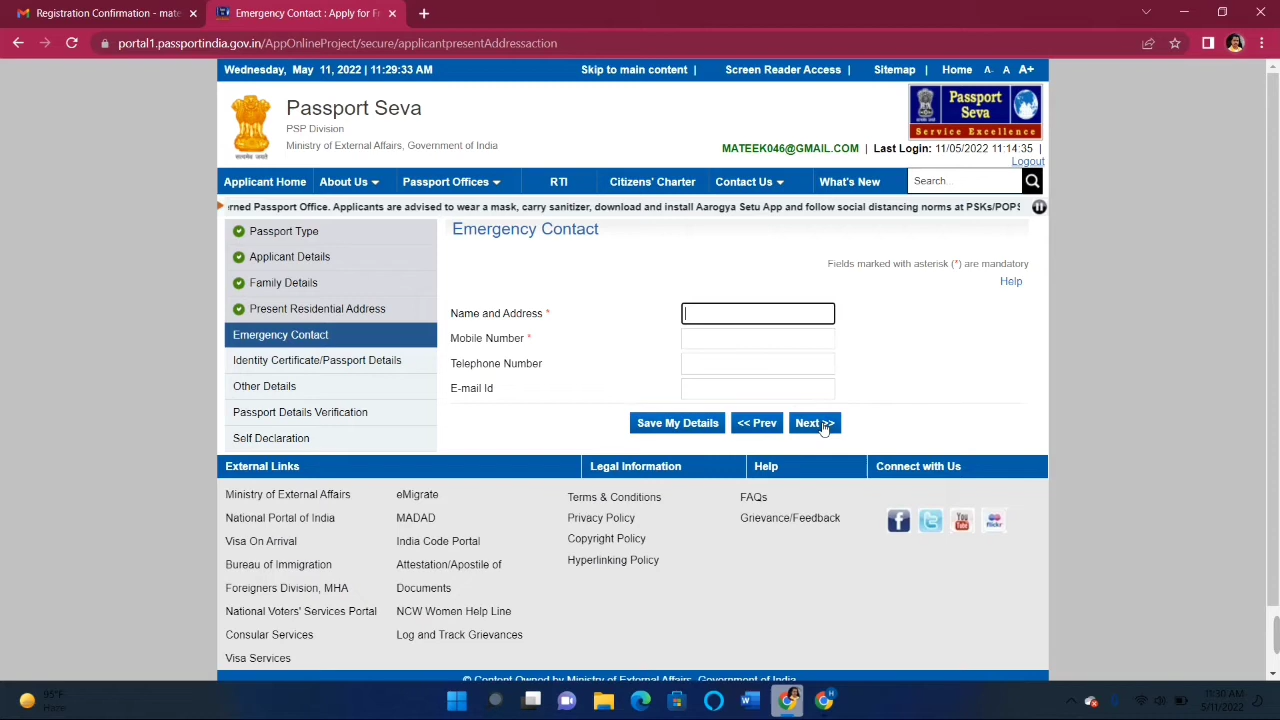 Registration Confirmation - mate
Emergency Contact : Apply for Fr
portal1.passportindia.gov.in/AppOnlineProject/secure/applicantpresentAddressaction
Wednesday, May 11, 2022 | 11:29:33 AM
Skip to main content | Screen Reader Access | Sitemap | Home A- A A+
Passport Seva
PSP Division
Ministry of External Affairs, Government of India
Passport Seva
Service Excellence
MATEEK046@GMAIL.COM | Last Login: 11/05/2022 11:14:35 |
Logout
Applicant Home About Us Passport Offices RTI Citizens' Charter Contact Us What's New Search...
erned Passport Office. Applicants are advised to wear a mask, carry sanitizer, download and install Aarogya Setu App and follow social distancing norms at PSKs/POPS
Passport Type
Applicant Details
Family Details
Present Residential Address
Emergency Contact
Identity Certificate/Passport Details
Other Details
Passport Details Verification
Self Declaration
Emergency Contact
Fields marked with asterisk (*) are mandatory
Help
Name and Address *
Mobile Number *
Telephone Number
E-mail Id
Save My Details << Prev Next >>
External Links
Ministry of External Affairs
National Portal of India
Visa On Arrival
Bureau of Immigration
Foreigners Division, MHA
National Voters' Services Portal
Consular Services
Visa Services
eMigrate
MADAD
India Code Portal
Attestation/Apostile of
Documents
NCW Women Help Line
Log and Track Grievances
Legal Information
Terms & Conditions
Privacy Policy
Copyright Policy
Hyperlinking Policy
Help
FAQs
Grievance/Feedback
Connect with Us
You
Tube
flickr
© Content Owned by Ministry of External Affairs, Government of India
95°F
Haze
11:30 AM
5/11/2022